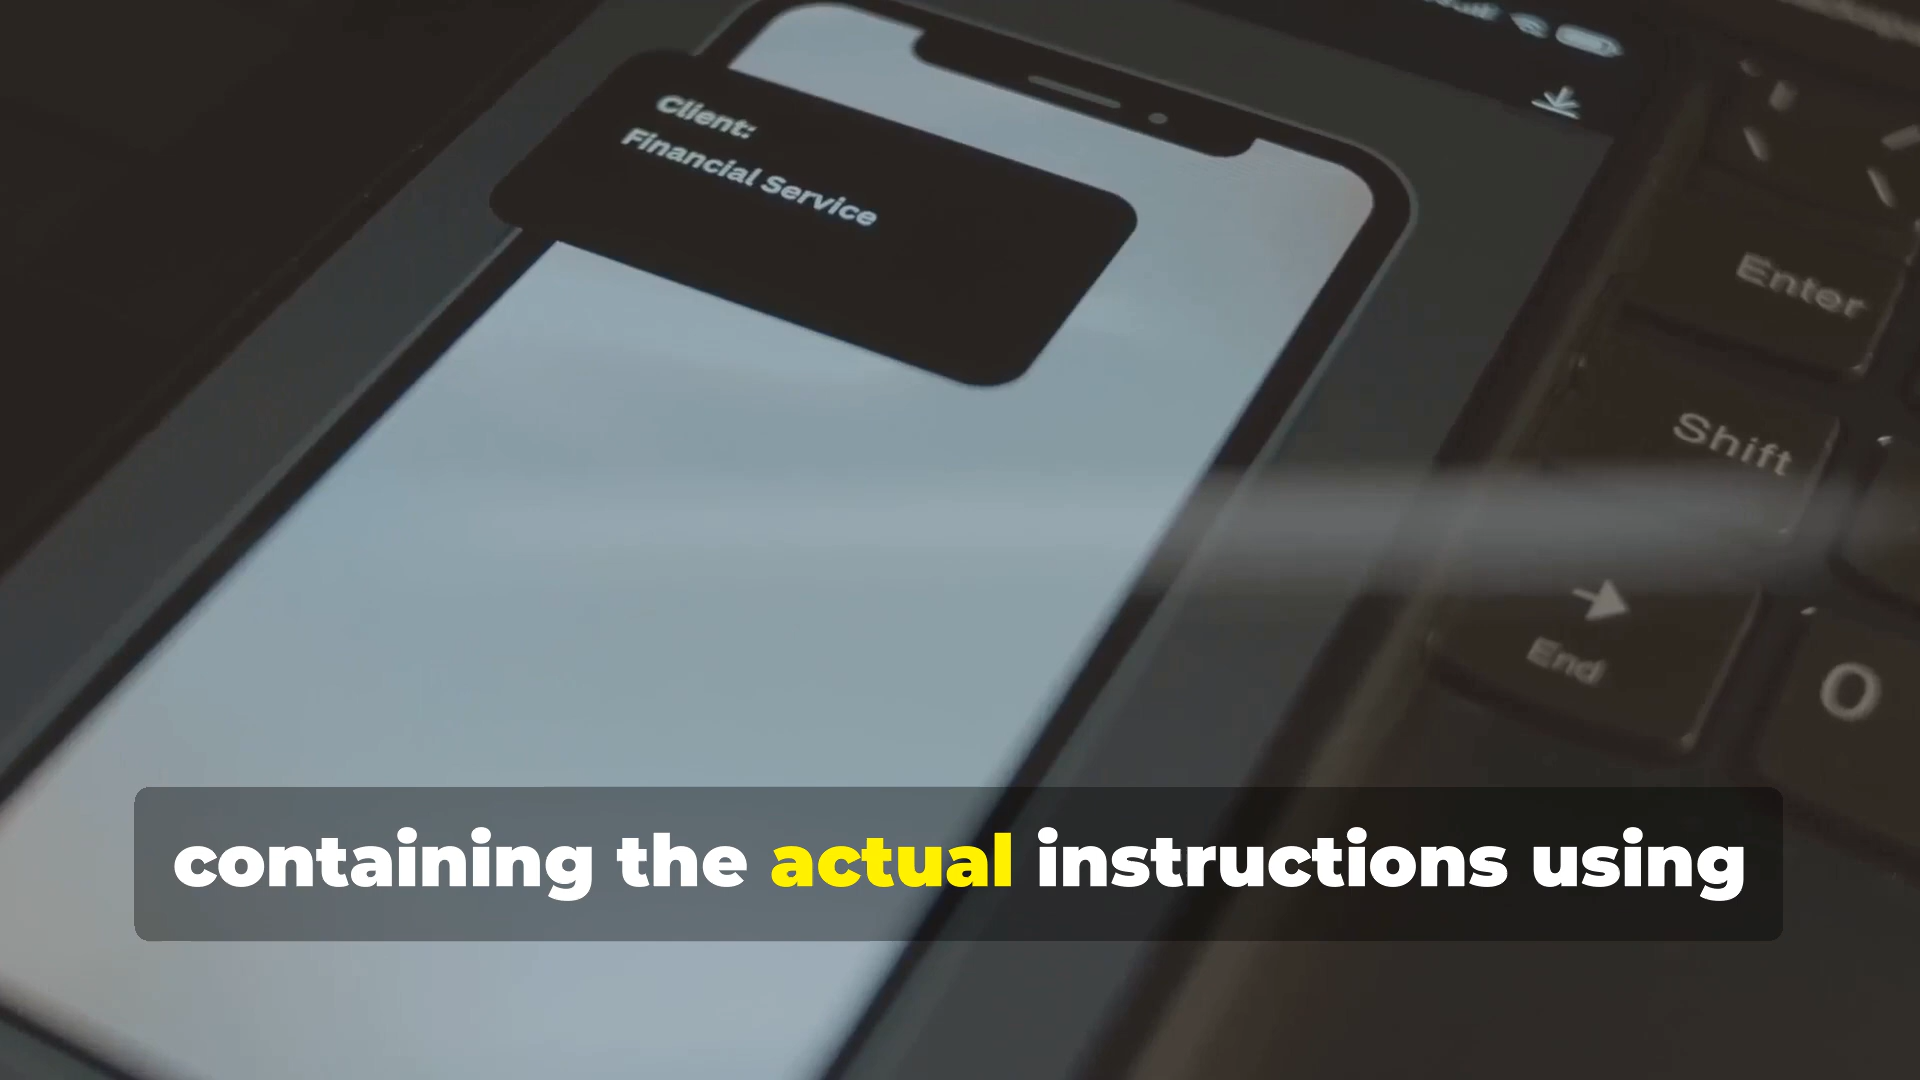 Client:
Financial Service
Enter
Shift
End
O
containing the actual instructions using